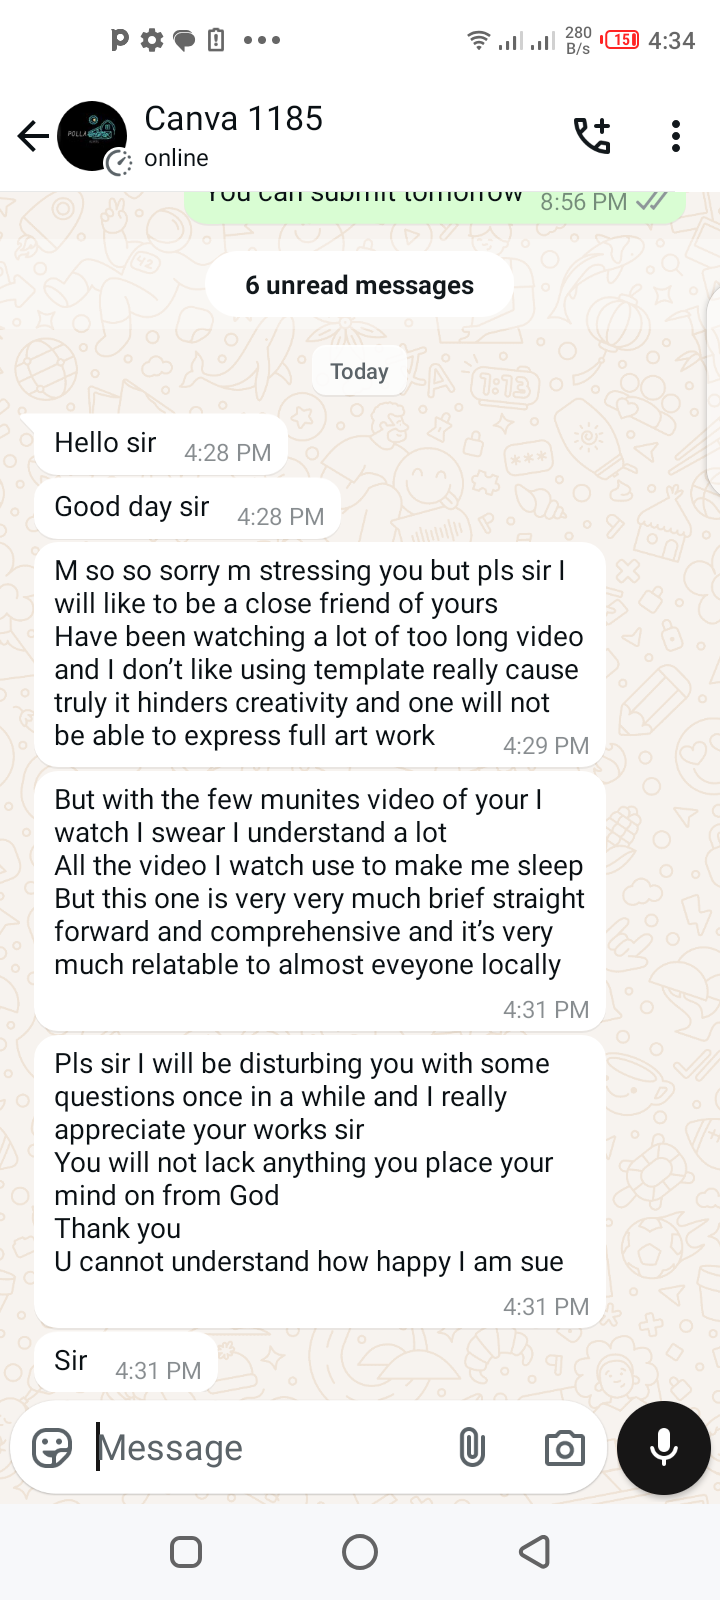 280 B/s 15 4:34
Canva 1185
online
You can submit tomorrow 8:56 PM
6 unread messages
Today
Hello sir 4:28 PM
Good day sir 4:28 PM
M so so sorry m stressing you but pls sir I
will like to be a close friend of yours
Have been watching a lot of too long video
and I don’t like using template really cause
truly it hinders creativity and one will not
be able to express full art work 4:29 PM
But with the few munites video of your I
watch I swear I understand a lot
All the video I watch use to make me sleep
But this one is very very much brief straight
forward and comprehensive and it’s very
much relatable to almost eveyone locally
4:31 PM
Pls sir I will be disturbing you with some
questions once in a while and I really
appreciate your works sir
You will not lack anything you place your
mind on from God
Thank you
U cannot understand how happy I am sue
4:31 PM
Sir 4:31 PM
Message